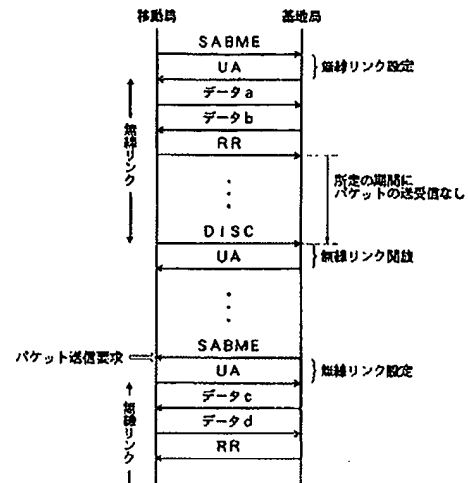 移動局
基地局
SABME
UA
無線リンク設定
データa
データb
RR
無線リンク
所定の期間に
パケットの送受信なし
DISC
UA
無線リンク開放
SABME
パケット送信要求
UA
無線リンク設定
データc
データd
RR
無線リンク